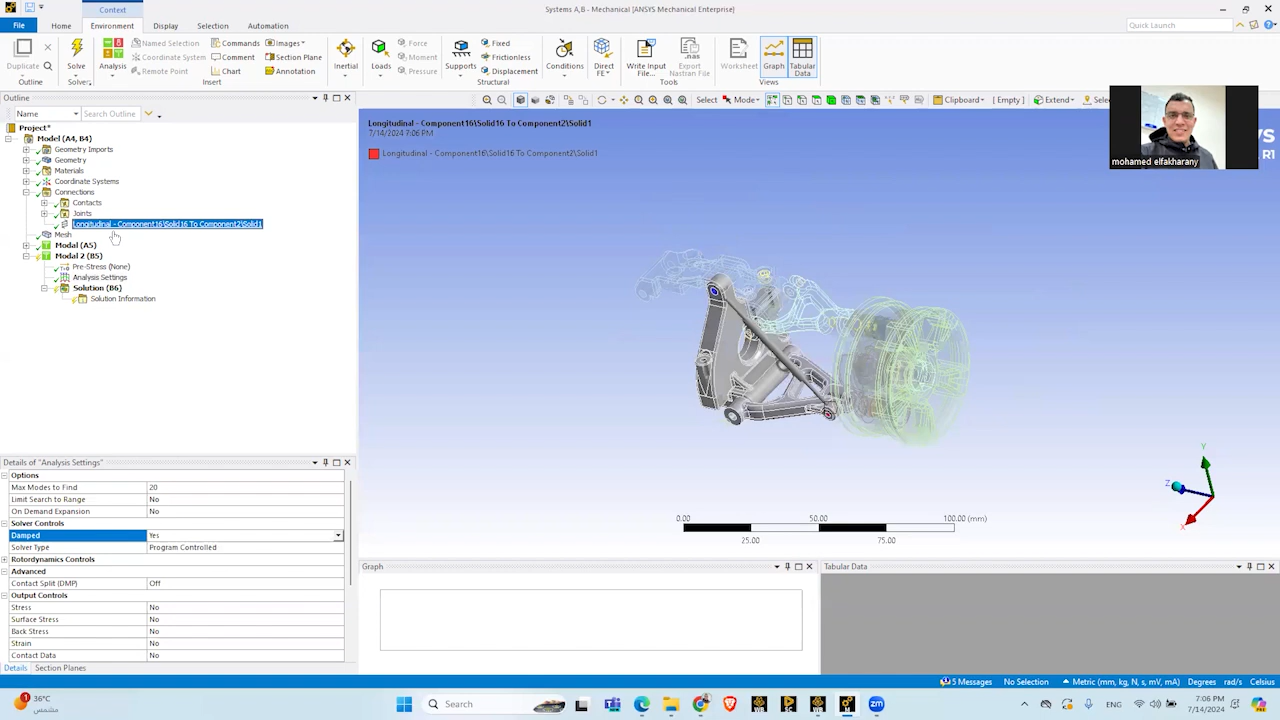 Context
Systems A,B - Mechanical [ANSYS Mechanical Enterprise]
File Home Environment Display Selection Automation
Quick Launch
Duplicate
Outline
Solve
Solver
Analysis
Named Selection
Coordinate System
Remote Point
Commands
Comment
Chart
Images
Section Plane
Annotation
Insert
Inertial
Loads
Force
Moment
Pressure
Supports
Fixed
Frictionless
Displacement
Structural
Conditions
Direct
FE
Write Input
File...
Export
Nastran File
Tools
Worksheet
Graph
Tabular
Data
Views
Outline
Name
Search Outline
Select Mode Clipboard [ Empty ] Extend
Project*
Model (A4, B4)
Geometry Imports
Geometry
Materials
Coordinate Systems
Connections
Contacts
Joints
Longitudinal - Component16\Solid16 To Component2\Solid1
Mesh
Modal (A5)
Modal 2 (B5)
Pre-Stress (None)
Analysis Settings
Solution (B6)
Solution Information
Longitudinal - Component16\Solid16 To Component2\Solid1
7/14/2024 7:06 PM
Longitudinal - Component16\Solid16 To Component2\Solid1
mohamed elfakharany
R1
Y
Z
X
0.00 50.00 100.00 (mm)
25.00 75.00
Details of "Analysis Settings"
Options
Max Modes to Find 20
Limit Search to Range No
On Demand Expansion No
Solver Controls
Damped Yes
Solver Type Program Controlled
Rotordynamics Controls
Advanced
Contact Split (DMP) Off
Output Controls
Stress No
Surface Stress No
Back Stress No
Strain No
Contact Data No
Details Section Planes
Graph
Tabular Data
5 Messages No Selection Metric (mm, kg, N, s, mV, mA) Degrees rad/s Celsius
36°C
مشمس
Search
7:06 PM
7/14/2024